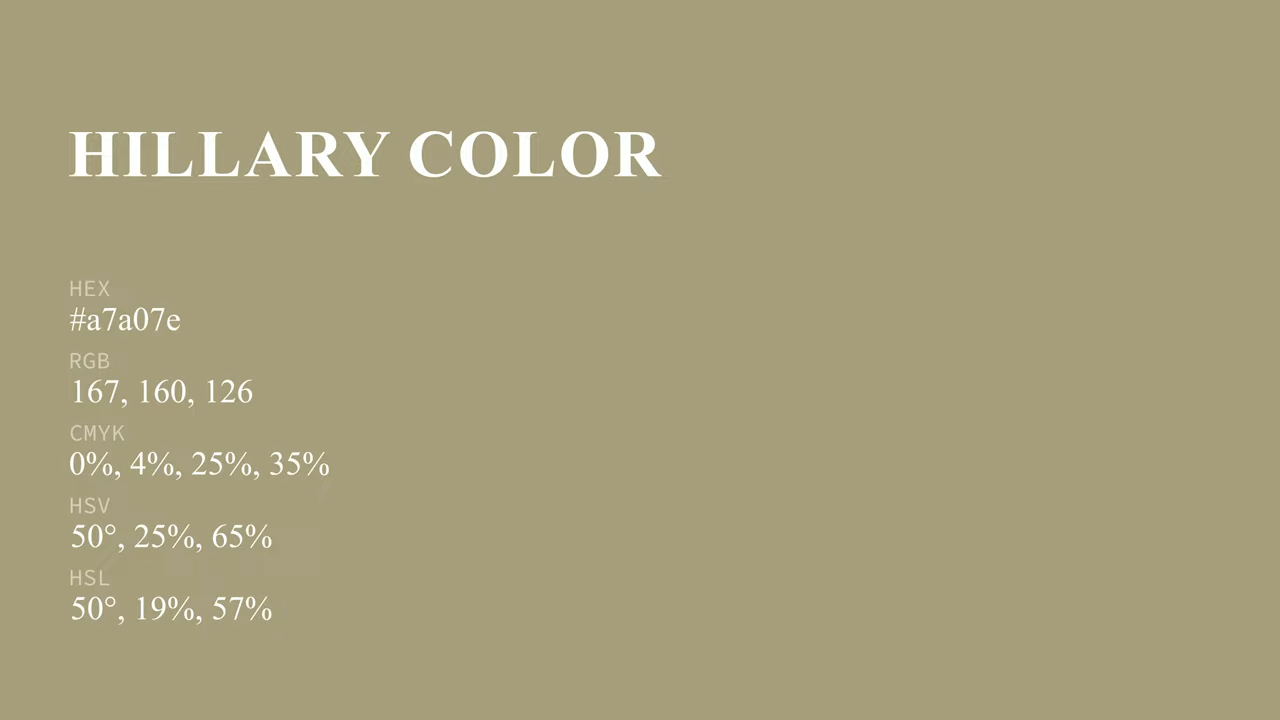 HILLARY COLOR
HEX
#a7a07e
RGB
167, 160, 126
CMYK
0%, 4%, 25%, 35%
HSV
50°, 25%, 65%
HSL
50°, 19%, 57%